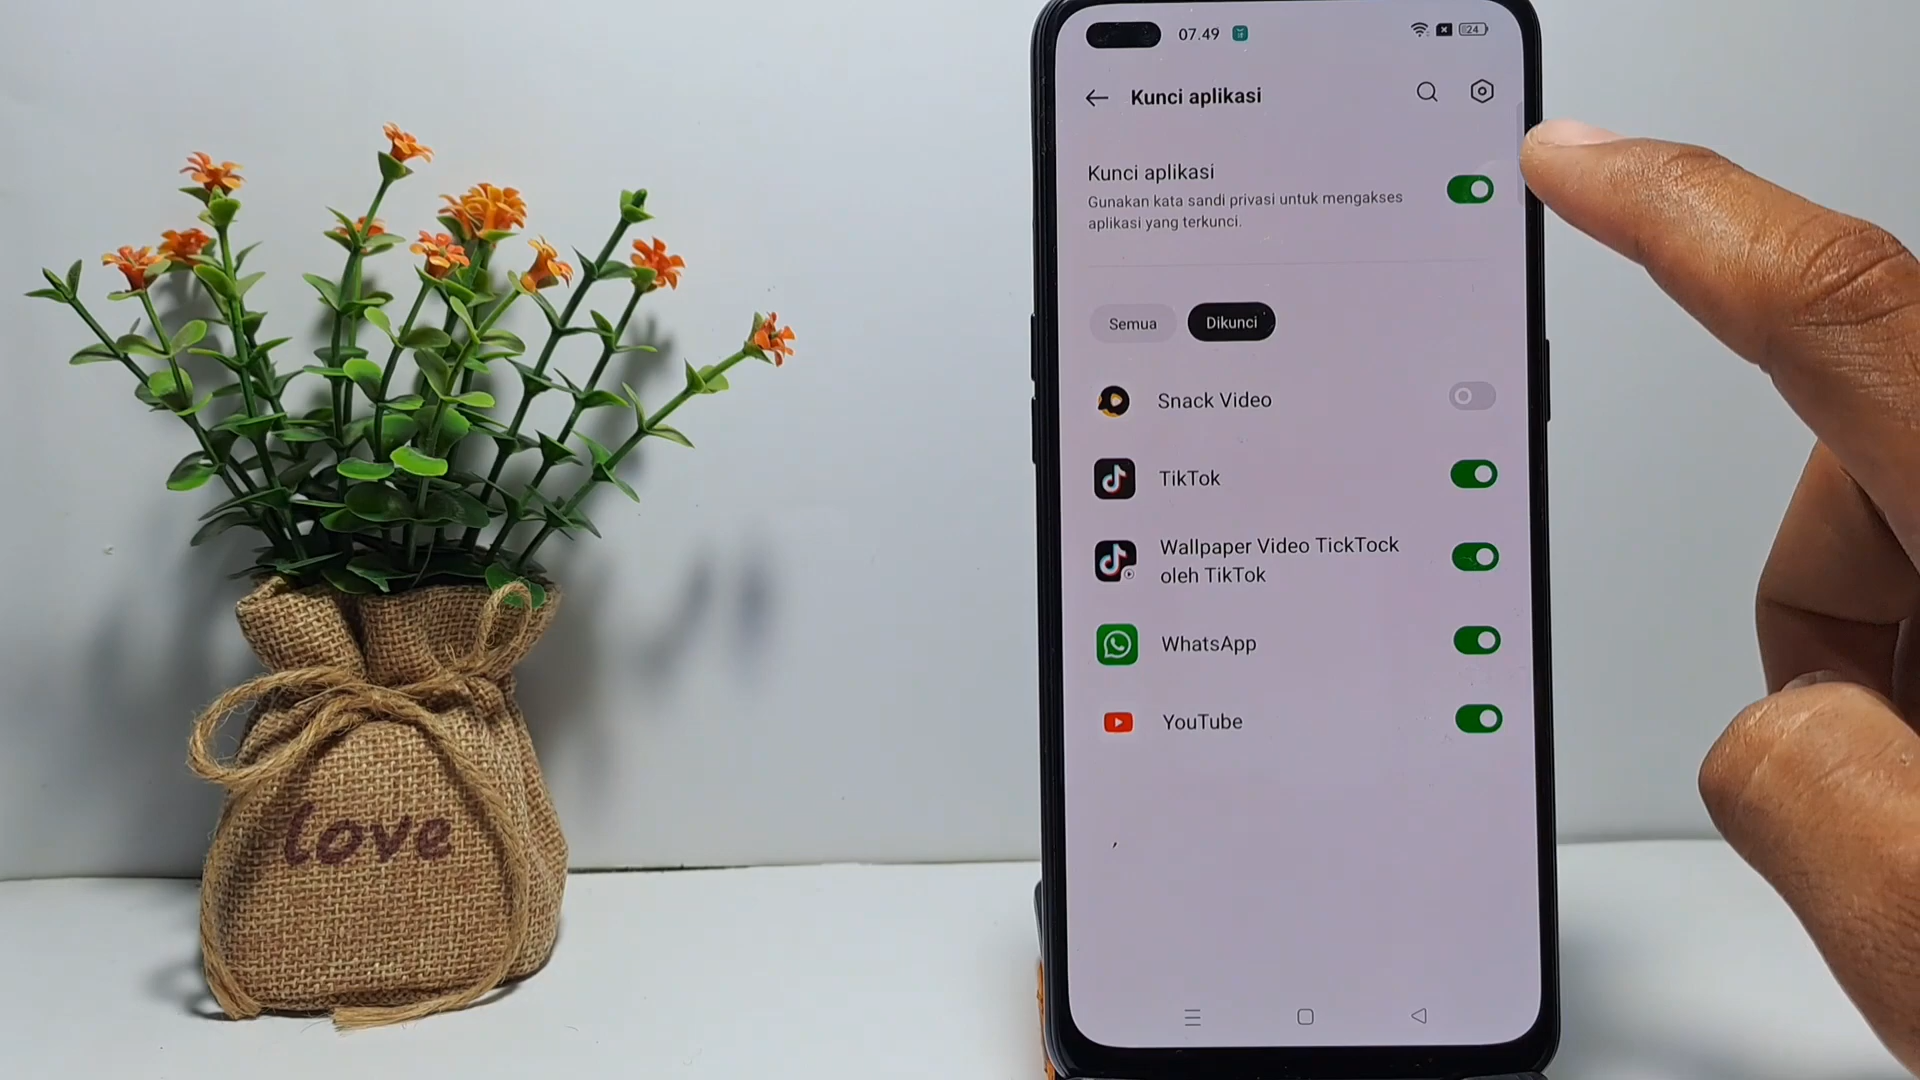 07.49
24
Kunci aplikasi
Kunci aplikasi
Gunakan kata sandi privasi untuk mengakses
aplikasi yang terkunci.
Semua
Dikunci
Snack Video
TikTok
Wallpaper Video TickTock
oleh TikTok
WhatsApp
YouTube
love